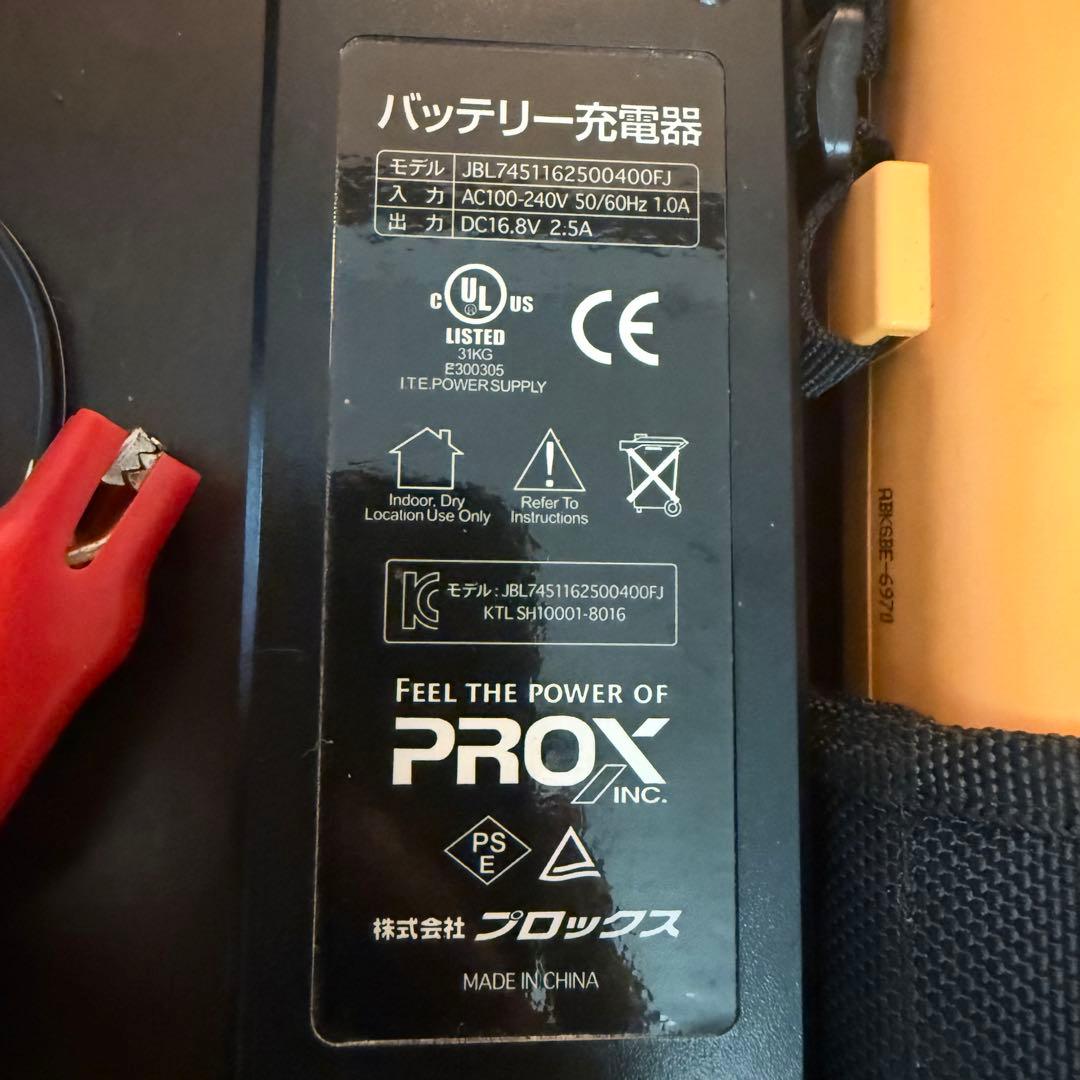 バッテリー充電器
モデル JBL7451162500400FJ
入力 AC100-240V 50/60Hz 1.0A
出力 DC16.8V 2.5A
C UL US
LISTED
31KG
E300305
I.T.E.POWER SUPPLY
CE
Indoor, Dry
Location Use Only
Refer To
Instructions
モデル : JBL7451162500400FJ
KTL SH10001-8016
FEEL THE POWER OF
PROX
INC.
PS
E
株式会社 プロックス
MADE IN CHINA
RBKSBE-6970